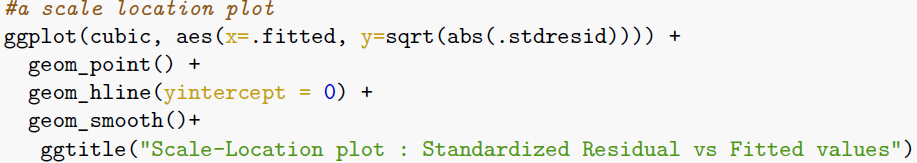 #a scale location plot
ggplot(cubic, aes(x=.fitted, y=sqrt(abs(.stdresid)))) +
geom_point() +
geom_hline(yintercept = 0) +
geom_smooth()+
ggtitle("Scale-Location plot : Standardized Residual vs Fitted values")